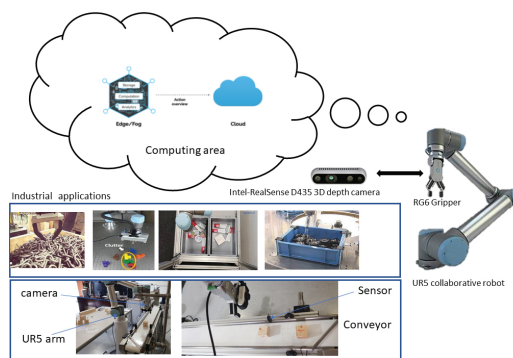 Storage
Computation
Analytics
Action
overview
Edge/Fog
Cloud
Computing area
Intel-RealSense D435 3D depth camera
RG6 Gripper
Industrial applications
Clutter
UR5 collaborative robot
camera
Sensor
UR5 arm
Conveyor